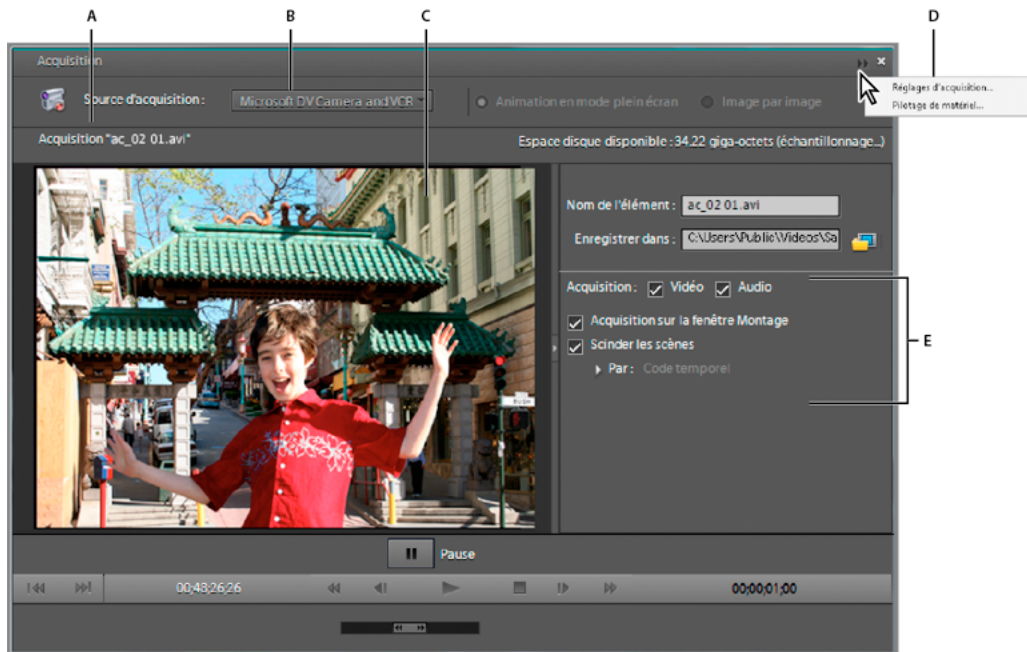 A B C D
Acquisition
Source d'acquisition : Microsoft DV Camera and VCR Animation en mode plein écran Image par image
Réglages d'acquisition...
Pilotage de matériel...
Acquisition "ac_02 01.avi" Espace disque disponible : 34,22 giga-octets (échantillonnage...)
Nom de l'élément : ac_02 01.avi
Enregistrer dans : C:\Users\Public\Videos\Sa
Acquisition : Vidéo Audio
Acquisition sur la fenêtre Montage
Scinder les scènes
E
Par : Code temporel
BUSH
Pause
00;48;26;26 00;00;01;00